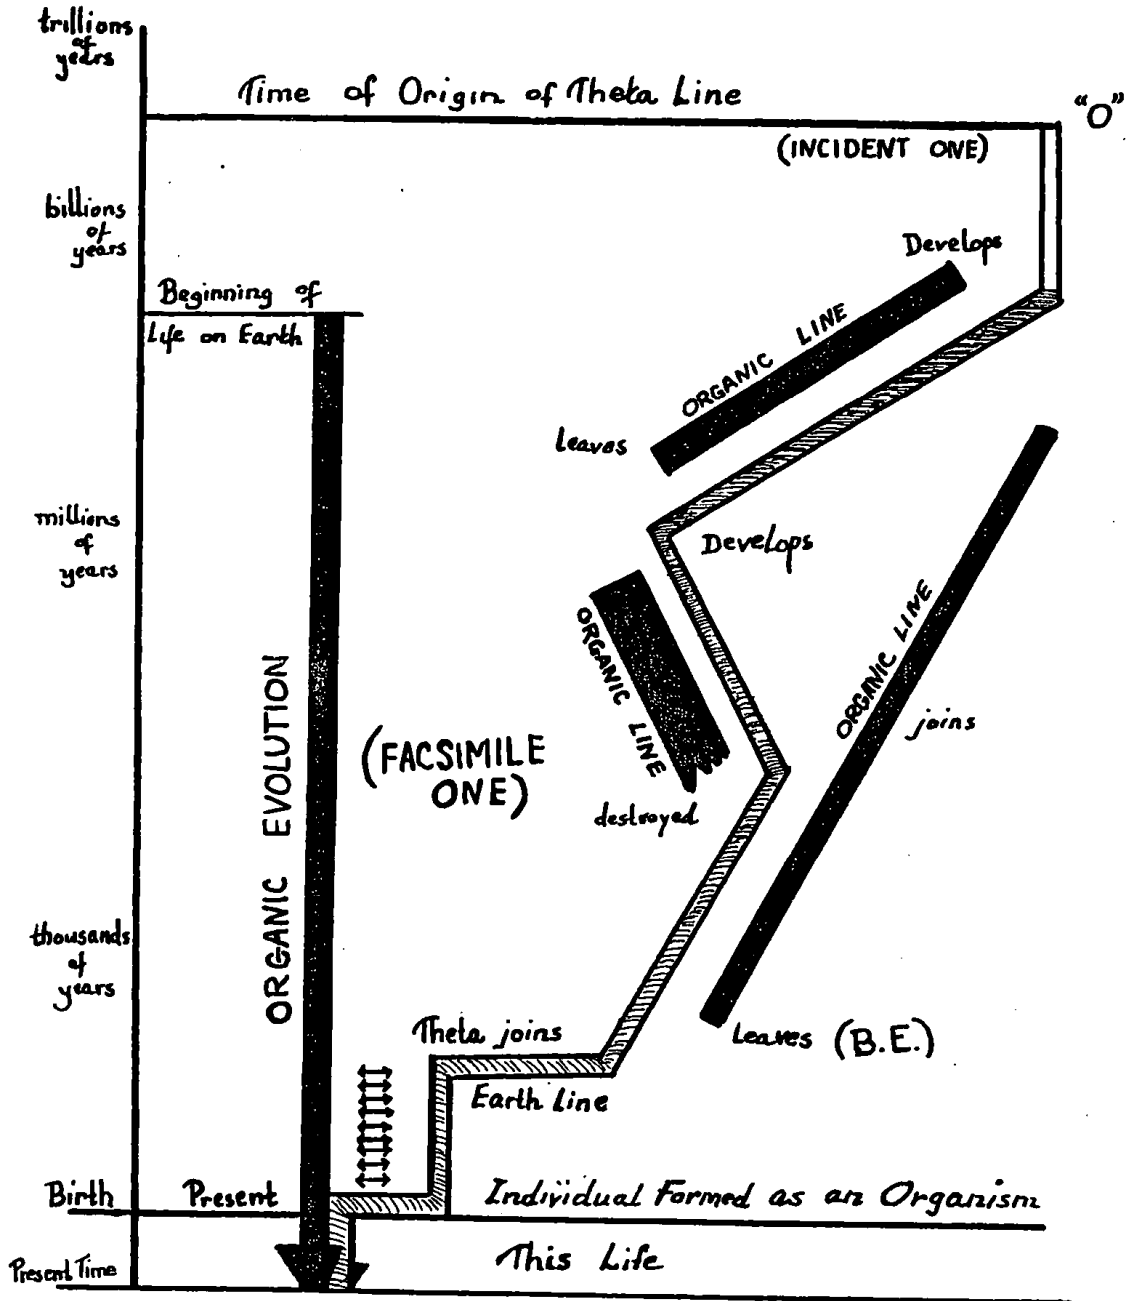 trillions
of
years
Time of Origin of Theta Line
"O"
(INCIDENT ONE)
billions
of
years
Develops
Beginning of
Life on Earth
ORGANIC LINE
Leaves
millions
of
years
Develops
ORGANIC LINE
ORGANIC LINE
joins
ORGANIC EVOLUTION
(FACSIMILE
ONE)
destroyed
thousands
of
years
Theta joins
Leaves (B.E.)
Earth Line
Birth
Present
Individual Formed as an Organism
This Life
Present Time